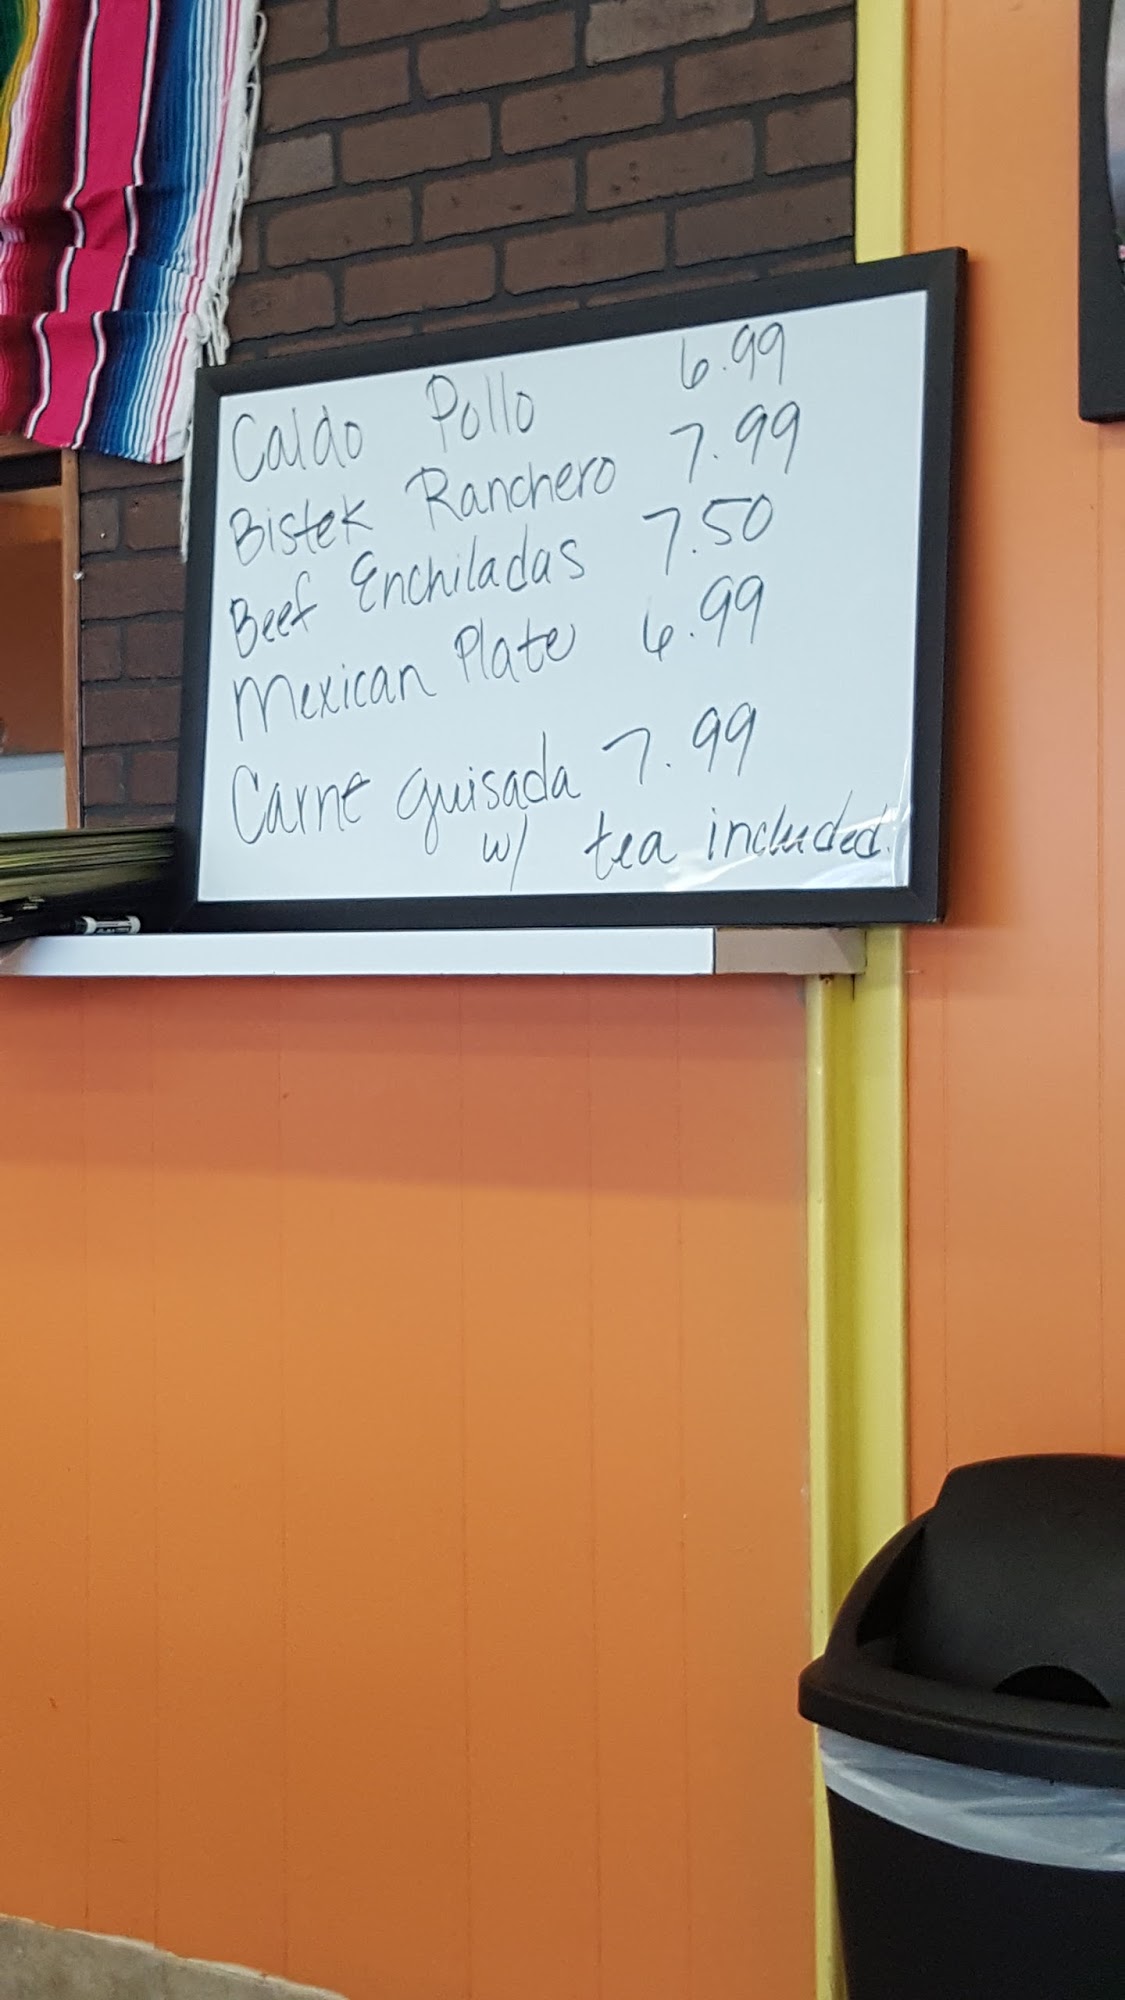 Caldo Pollo 6.99
Bistek Ranchero 7.99
Beef Enchiladas 7.50
Mexican Plate 6.99
Carne guisada 7.99
w/ tea included.